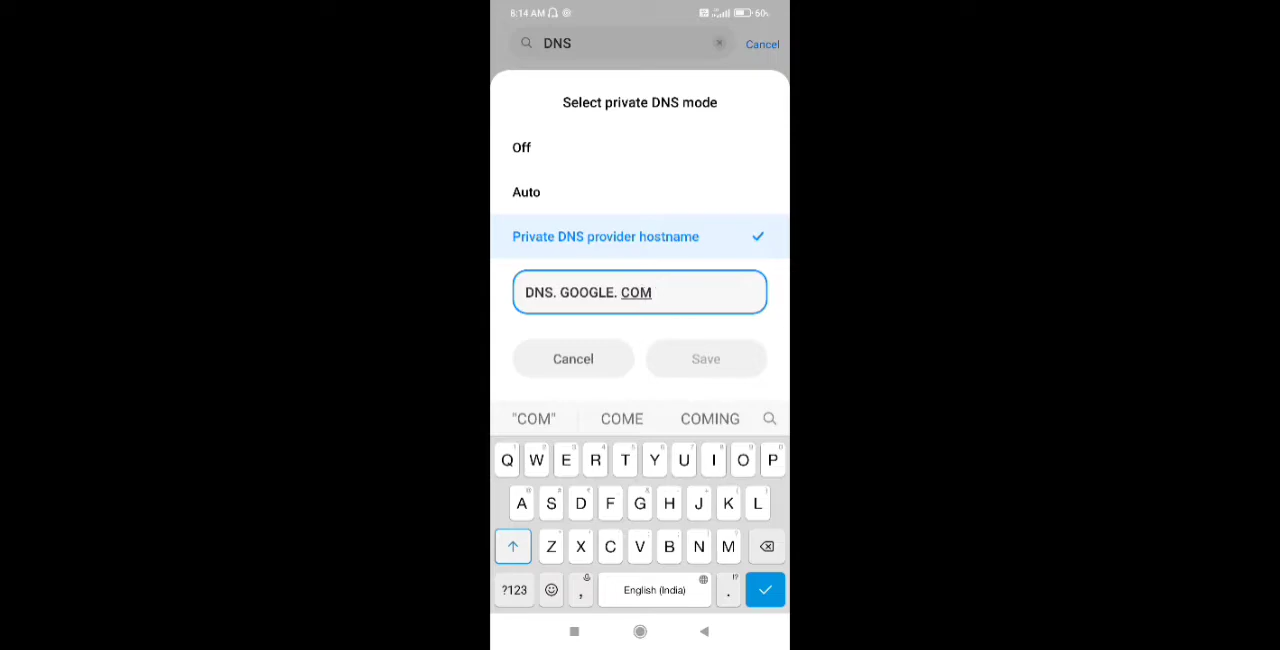 8:14 AM 60%
DNS Cancel
Select private DNS mode
Off
Auto
Private DNS provider hostname
DNS. GOOGLE. COM
Cancel Save
"COM" COME COMING
Q W E R T Y U I O P
A S D F G H J K L
Z X C V B N M
?123 , English (India) .